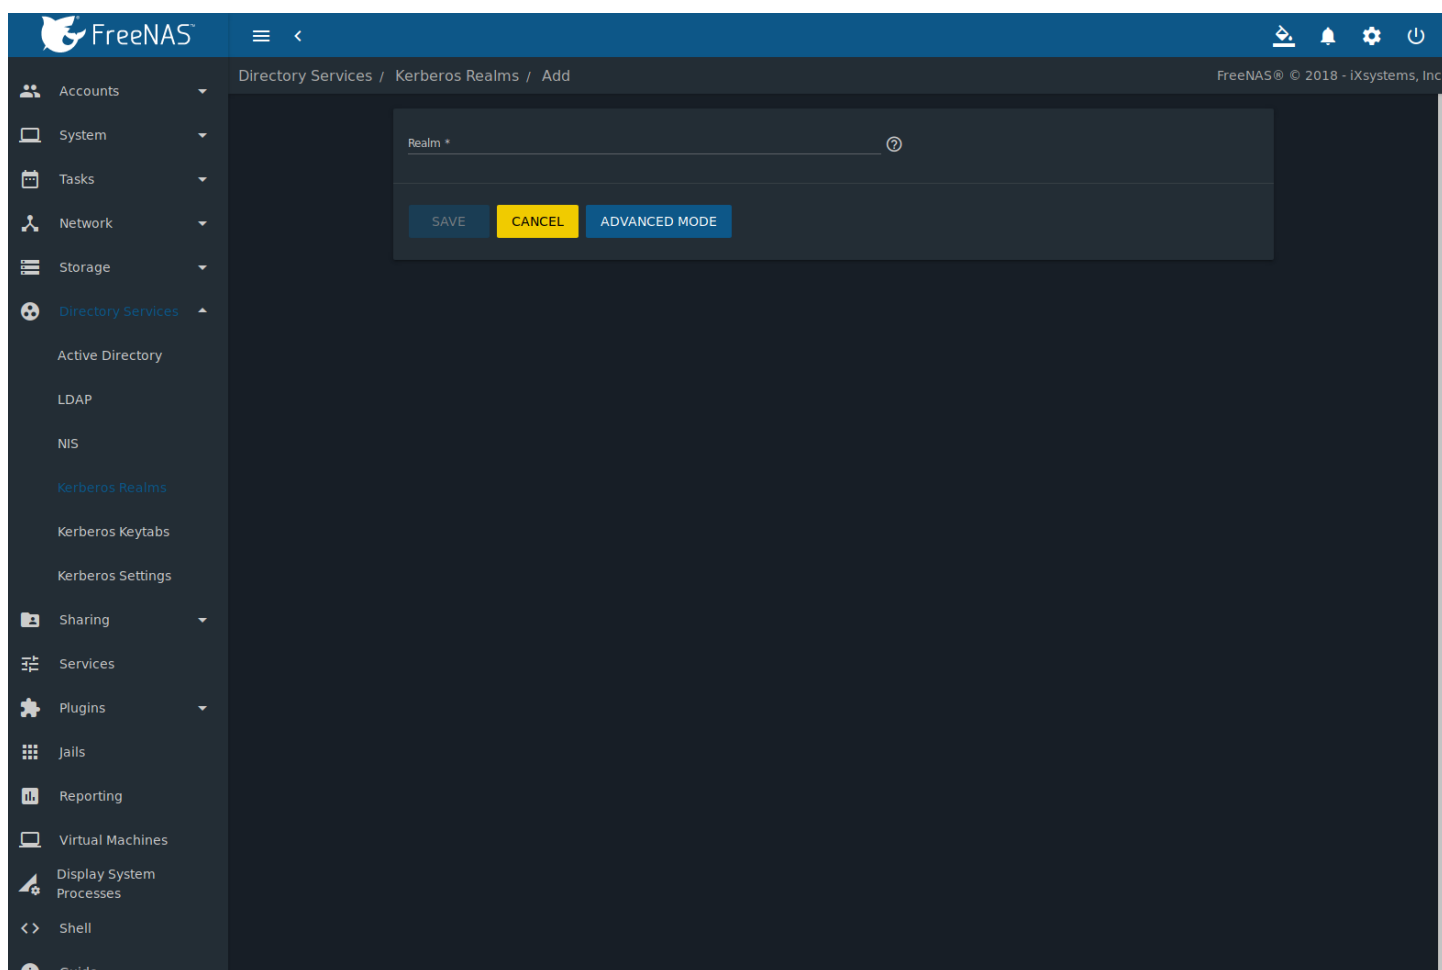 FreeNAS™
Directory Services / Kerberos Realms / Add
FreeNAS® © 2018 - iXsystems, Inc
Accounts
System
Tasks
Network
Storage
Directory Services
Active Directory
LDAP
NIS
Kerberos Realms
Kerberos Keytabs
Kerberos Settings
Sharing
Services
Plugins
Jails
Reporting
Virtual Machines
Display System
Processes
Shell
Guide
Realm *
SAVE
CANCEL
ADVANCED MODE